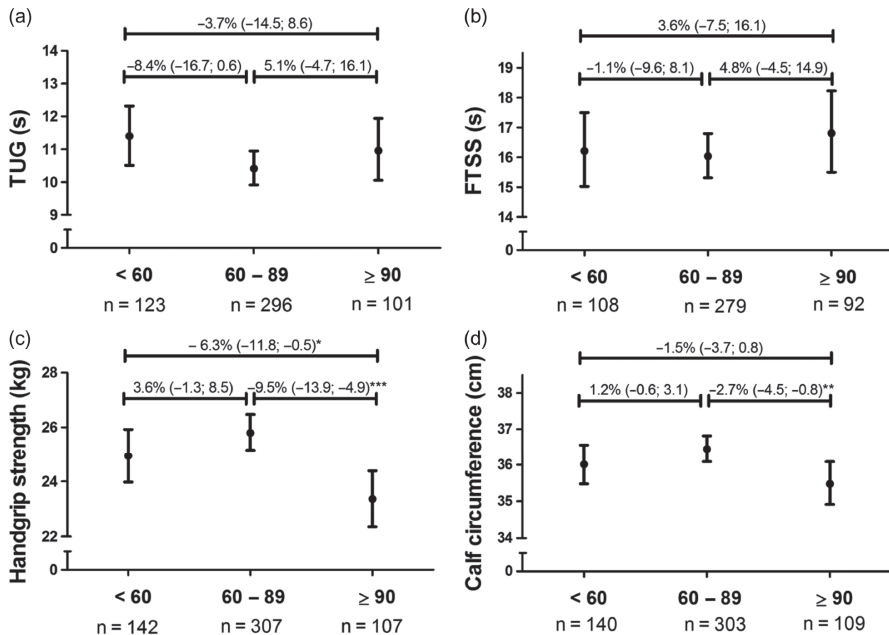 (a)
−3.7% (−14.5; 8.6)
−8.4% (−16.7; 0.6) 5.1% (−4.7; 16.1)
TUG (s)
14
13
12
11
10
9
0
< 60 60 – 89 ≥ 90
n = 123 n = 296 n = 101
(b)
3.6% (−7.5; 16.1)
−1.1% (−9.6; 8.1) 4.8% (−4.5; 14.9)
FTSS (s)
19
18
17
16
15
14
0
< 60 60 – 89 ≥ 90
n = 108 n = 279 n = 92
(c)
− 6.3% (−11.8; −0.5)*
3.6% (−1.3; 8.5) −9.5% (−13.9; −4.9)***
Handgrip strength (kg)
28
26
24
22
0
< 60 60 – 89 ≥ 90
n = 142 n = 307 n = 107
(d)
−1.5% (−3.7; 0.8)
1.2% (−0.6; 3.1) −2.7% (−4.5; −0.8)**
Calf circumference (cm)
38
37
36
35
34
0
< 60 60 – 89 ≥ 90
n = 140 n = 303 n = 109